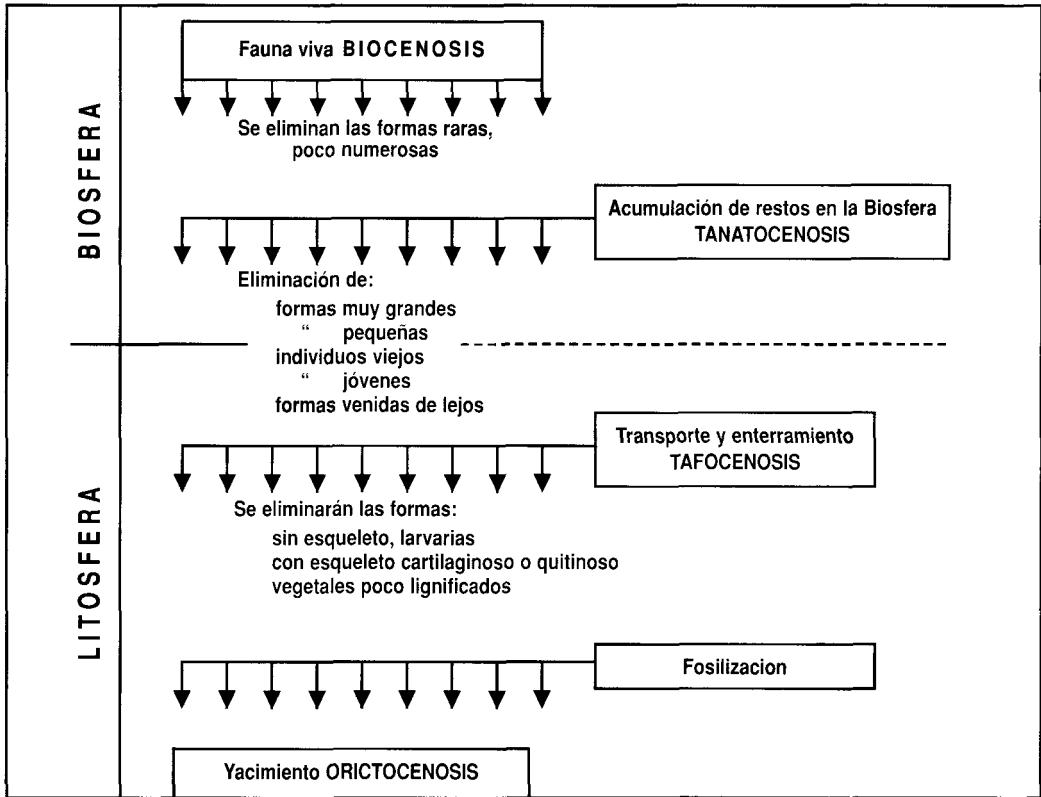 BIOSFERA
Fauna viva BIOCENOSIS
Se eliminan las formas raras,
poco numerosas
Acumulación de restos en la Biosfera
TANATOCENOSIS
Eliminación de:
formas muy grandes
“ pequeñas
individuos viejos
“ jóvenes
formas venidas de lejos
LITOSFERA
Transporte y enterramiento
TAFOCENOSIS
Se eliminarán las formas:
sin esqueleto, larvarias
con esqueleto cartilaginoso o quitinoso
vegetales poco lignificados
Fosilizacion
Yacimiento ORICTOCENOSIS